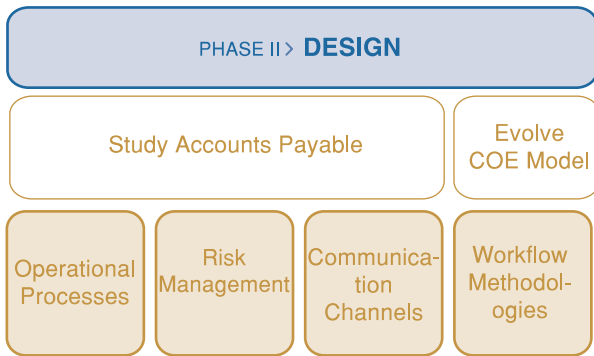 PHASE II > DESIGN
Study Accounts Payable
Evolve
COE Model
Operational
Processes
Risk
Management
Communica-
tion
Channels
Workflow
Methodol-
ogies